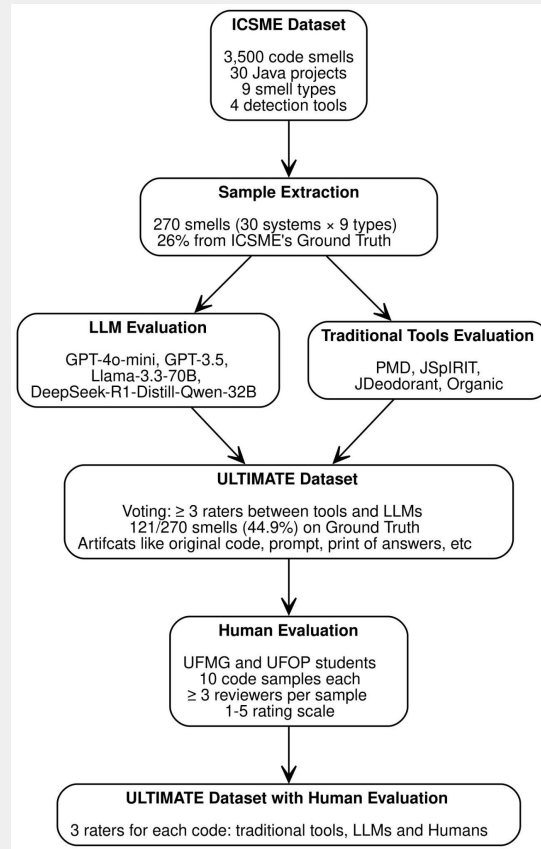 ICSME Dataset
3,500 code smells
30 Java projects
9 smell types
4 detection tools
Sample Extraction
270 smells (30 systems × 9 types)
26% from ICSME's Ground Truth
LLM Evaluation
GPT-4o-mini, GPT-3.5,
Llama-3.3-70B,
DeepSeek-R1-Distill-Qwen-32B
Traditional Tools Evaluation
PMD, JSpIRIT,
JDeodorant, Organic
ULTIMATE Dataset
Voting: ≥ 3 raters between tools and LLMs
121/270 smells (44.9%) on Ground Truth
Artifcats like original code, prompt, print of answers, etc
Human Evaluation
UFMG and UFOP students
10 code samples each
≥ 3 reviewers per sample
1-5 rating scale
ULTIMATE Dataset with Human Evaluation
3 raters for each code: traditional tools, LLMs and Humans